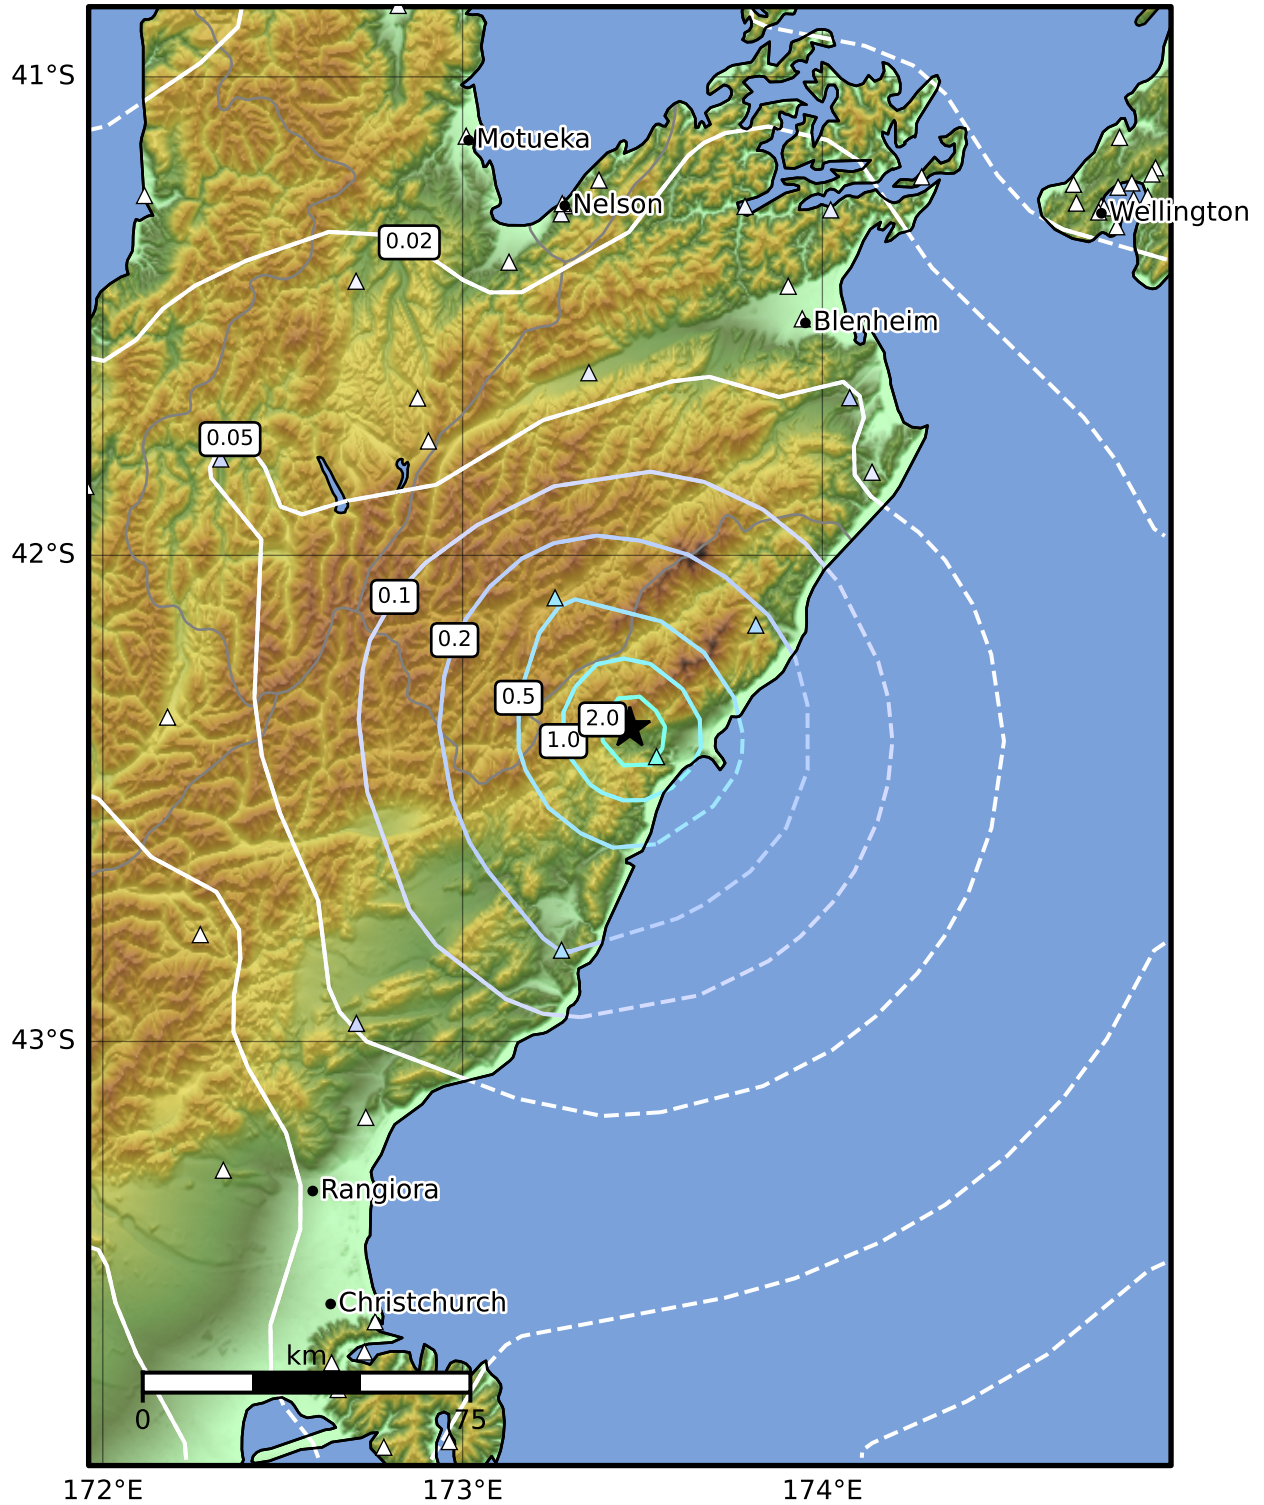 41°S
Motueka
Nelson
Wellington
0.02
Blenheim
0.05
42°S
0.1
0.2
0.5
2.0
1.0
43°S
Rangiora
Christchurch
km
0
75
172°E
173°E
174°E